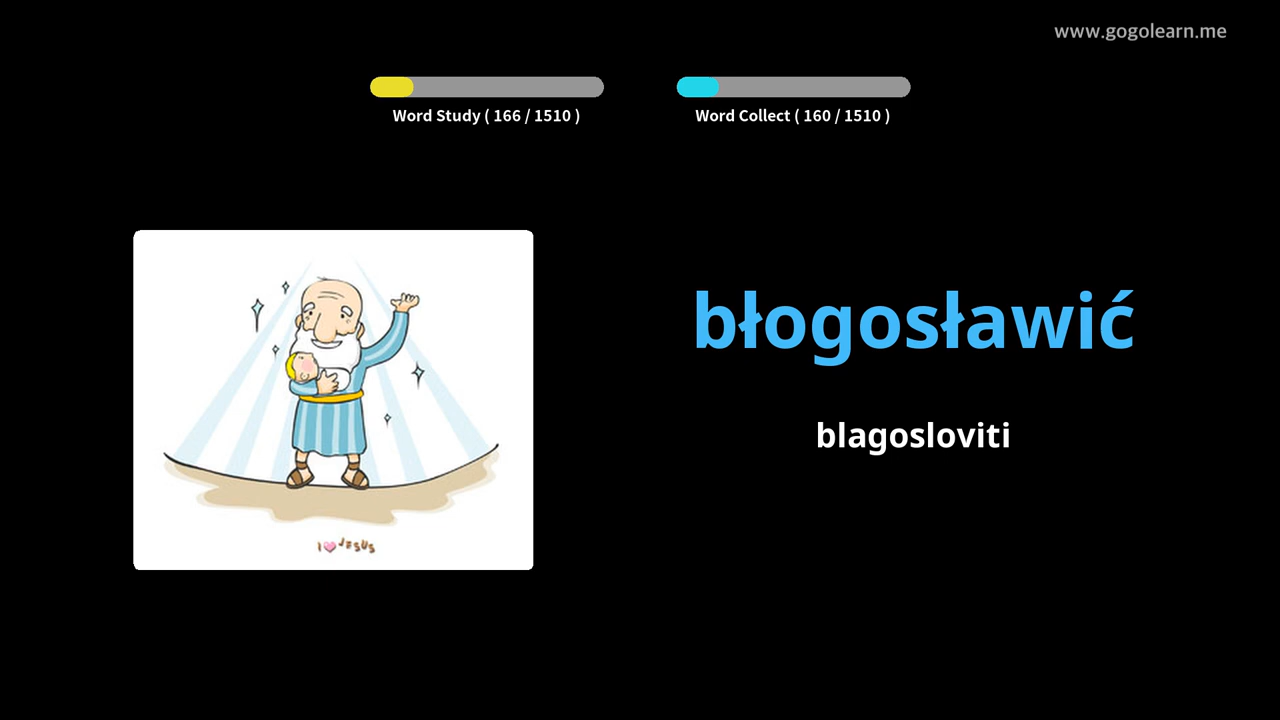 www.gogolearn.me
Word Study ( 166 / 1510 )
Word Collect ( 160 / 1510 )
błogosławić
blagosloviti
I JESUS